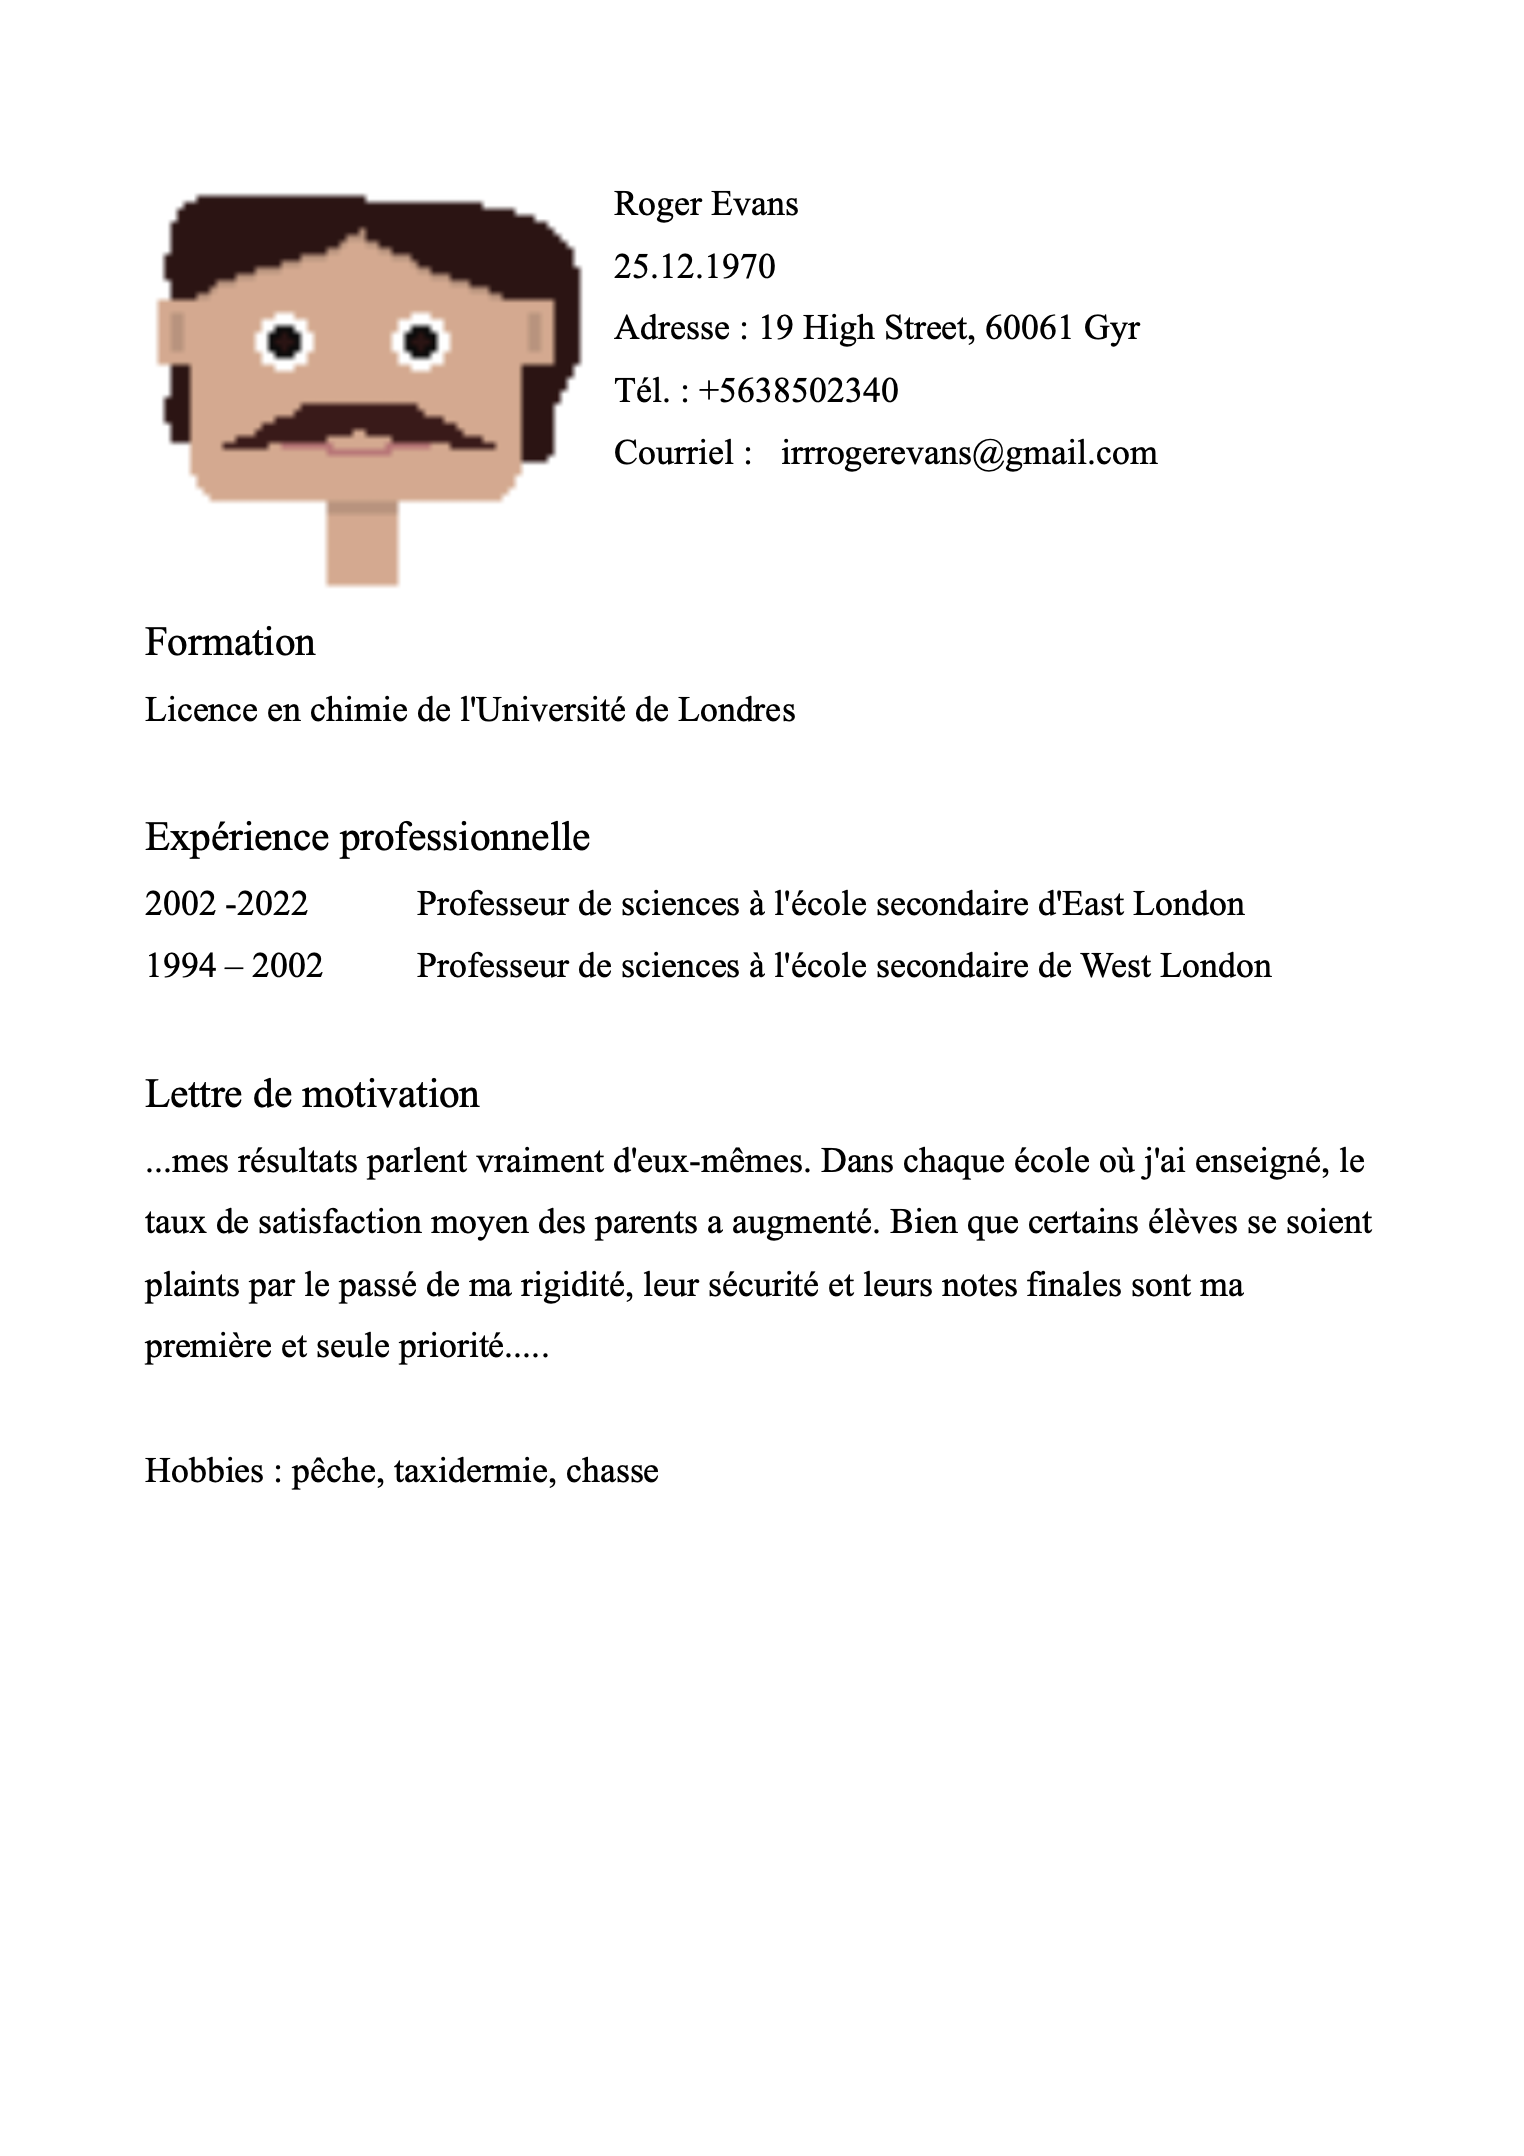 Roger Evans
25.12.1970
Adresse : 19 High Street, 60061 Gyr
Tél. : +5638502340
Courriel :   irrrogerevans@gmail.com
Formation
Licence en chimie de l'Université de Londres
Expérience professionnelle
2002 -2022 Professeur de sciences à l'école secondaire d'East London
1994 – 2002 Professeur de sciences à l'école secondaire de West London
Lettre de motivation
...mes résultats parlent vraiment d'eux-mêmes. Dans chaque école où j'ai enseigné, le
taux de satisfaction moyen des parents a augmenté. Bien que certains élèves se soient
plaints par le passé de ma rigidité, leur sécurité et leurs notes finales sont ma
première et seule priorité.....
Hobbies : pêche, taxidermie, chasse